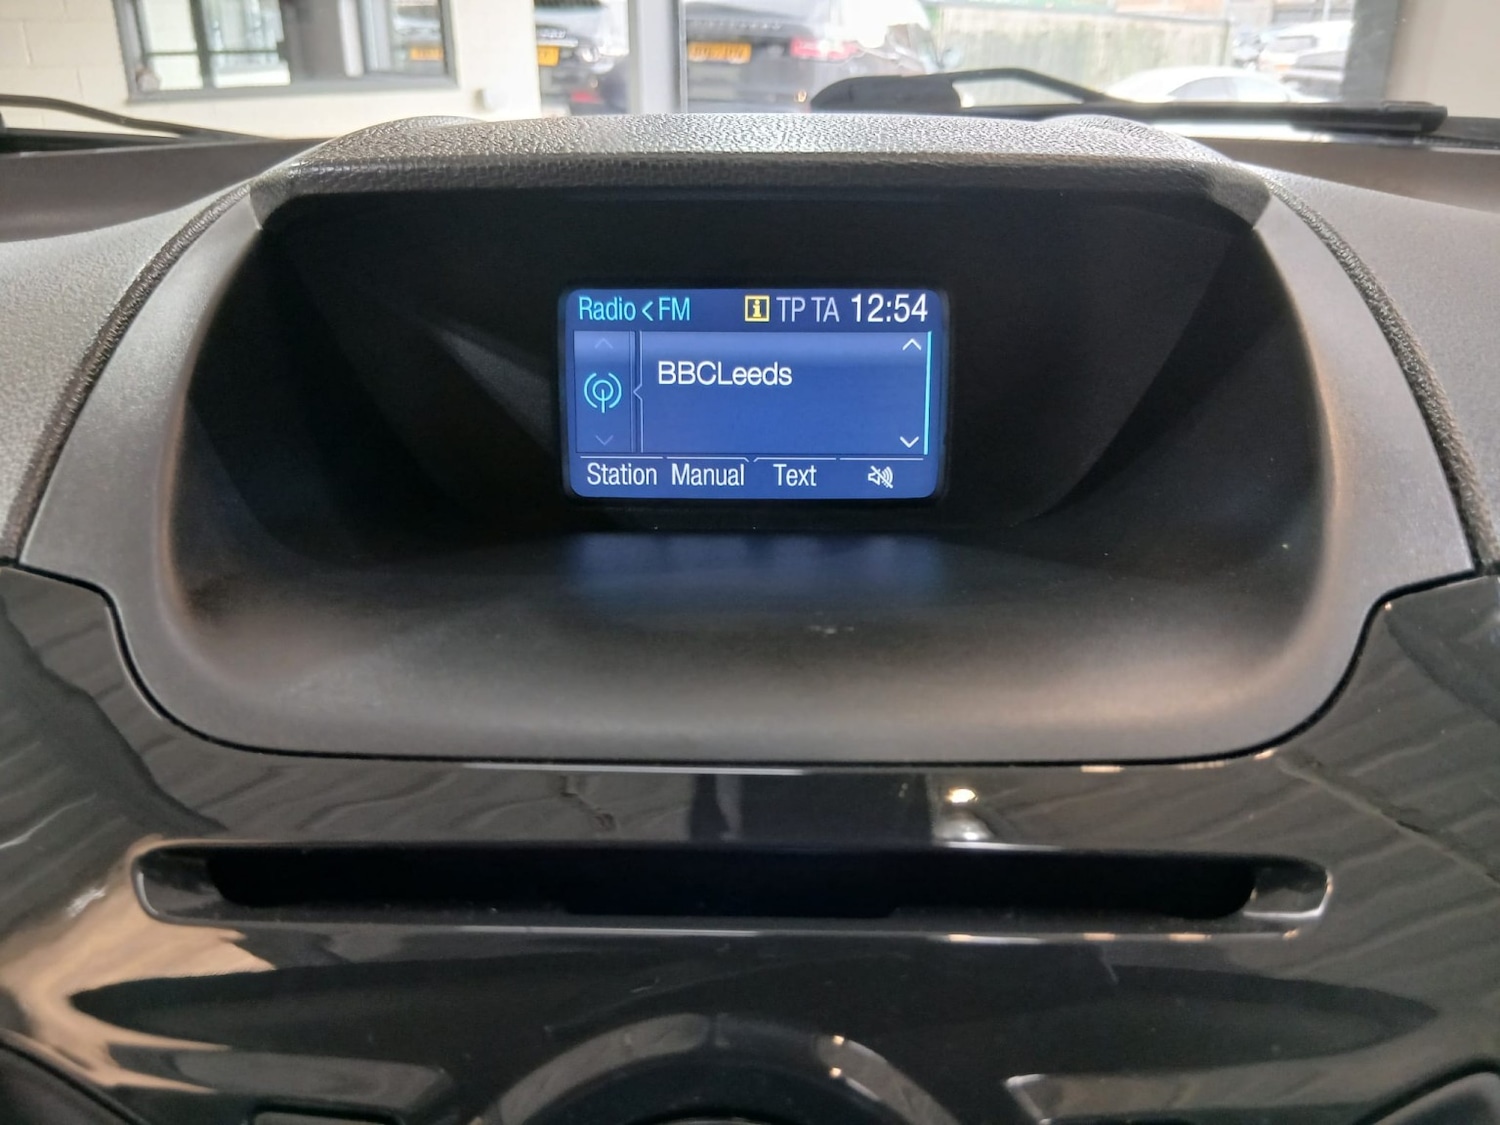 Radio < FM i TP TA 12:54
BBCLeeds
Station Manual Text